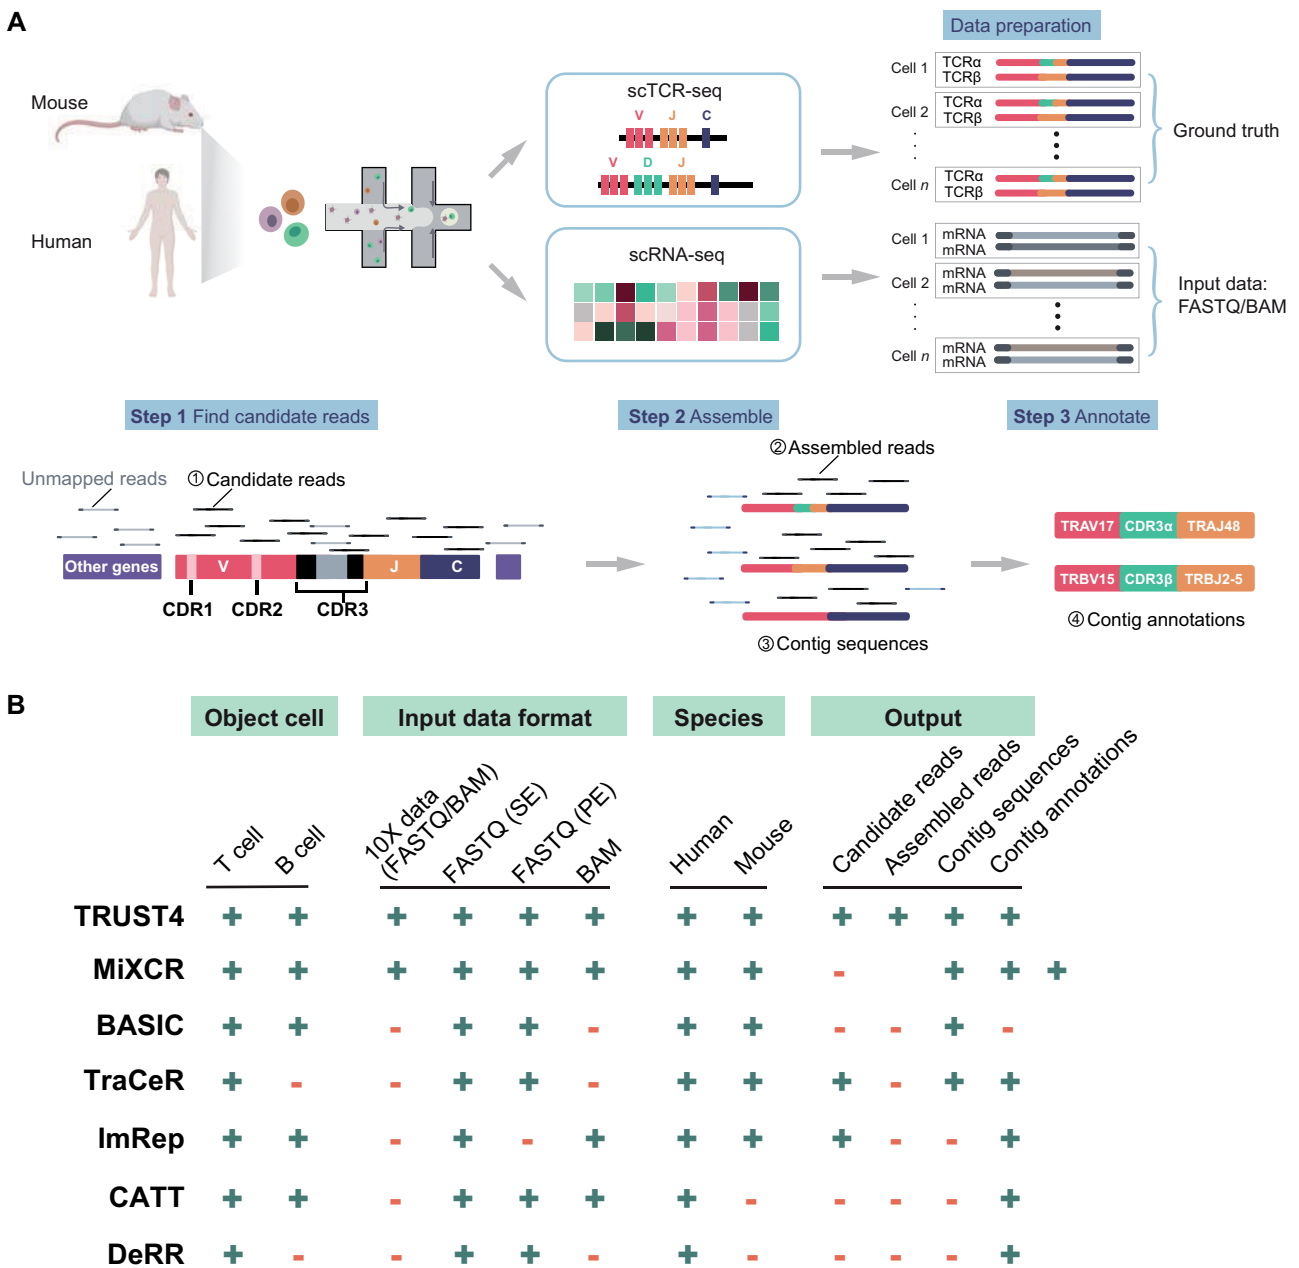 A
Data preparation
Mouse
Human
scTCR-seq
V J C
V D J
scRNA-seq
Cell 1
TCRα
TCRβ
Cell 2
TCRα
TCRβ
Cell n
TCRα
TCRβ
Ground truth
Cell 1
mRNA
mRNA
Cell 2
mRNA
mRNA
Cell n
mRNA
mRNA
Input data:
FASTQ/BAM
Step 1 Find candidate reads
Step 2 Assemble
Step 3 Annotate
Unmapped reads
①Candidate reads
Other genes
V
J
C
CDR1
CDR2
CDR3
②Assembled reads
③Contig sequences
TRAV17 CDR3α TRAJ48
TRBV15 CDR3β TRBJ2-5
④Contig annotations
B
Object cell
Input data format
Species
Output
T cell
B cell
10X data
(FASTQ/BAM)
FASTQ (SE)
FASTQ (PE)
BAM
Human
Mouse
Candidate reads
Assembled reads
Contig sequences
Contig annotations
TRUST4 + + + + + + + + + + + +
MiXCR + + + + + + + + - + + +
BASIC + + - + + - + + - - + -
TraCeR + - - + + - + + + - + +
ImRep + + - + - + + + + - - +
CATT + + - + + + + - - - - +
DeRR + - - + + - + - - - - +